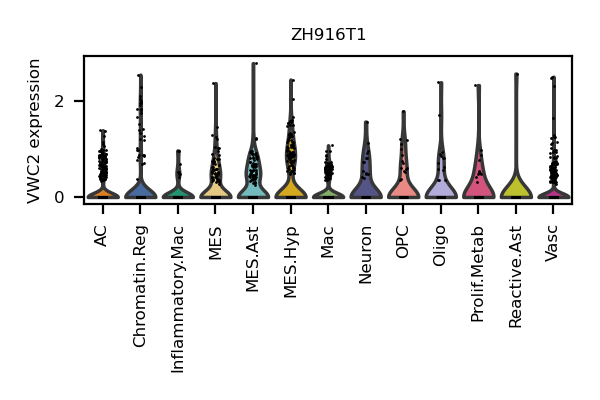 ZH916T1
VWC2 expression
2
0
AC
Chromatin.Reg
Inflammatory.Mac
MES
MES.Ast
MES.Hyp
Mac
Neuron
OPC
Oligo
Prolif.Metab
Reactive.Ast
Vasc